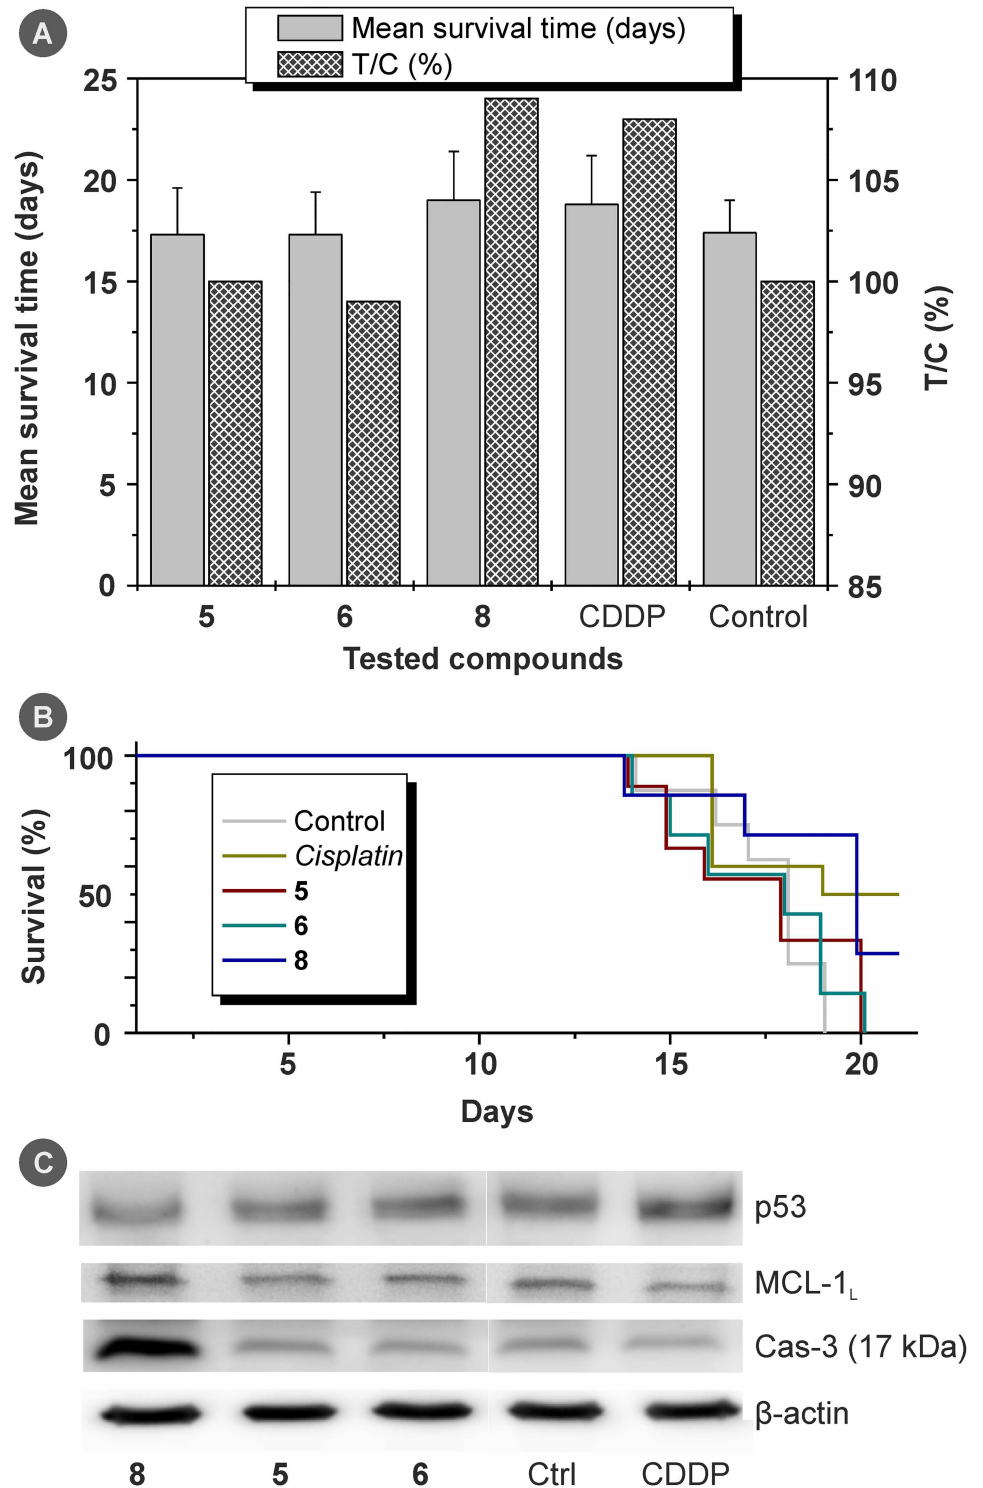 A
Mean survival time (days)
T/C (%)
25
20
15
10
5
0
Mean survival time (days)
110
105
100
95
90
85
T/C (%)
5 6 8 CDDP Control
Tested compounds
B
100
50
0
Survival (%)
Control
Cisplatin
5
6
8
5 10 15 20
Days
C
p53
MCL-1L
Cas-3 (17 kDa)
β-actin
8 5 6 Ctrl CDDP